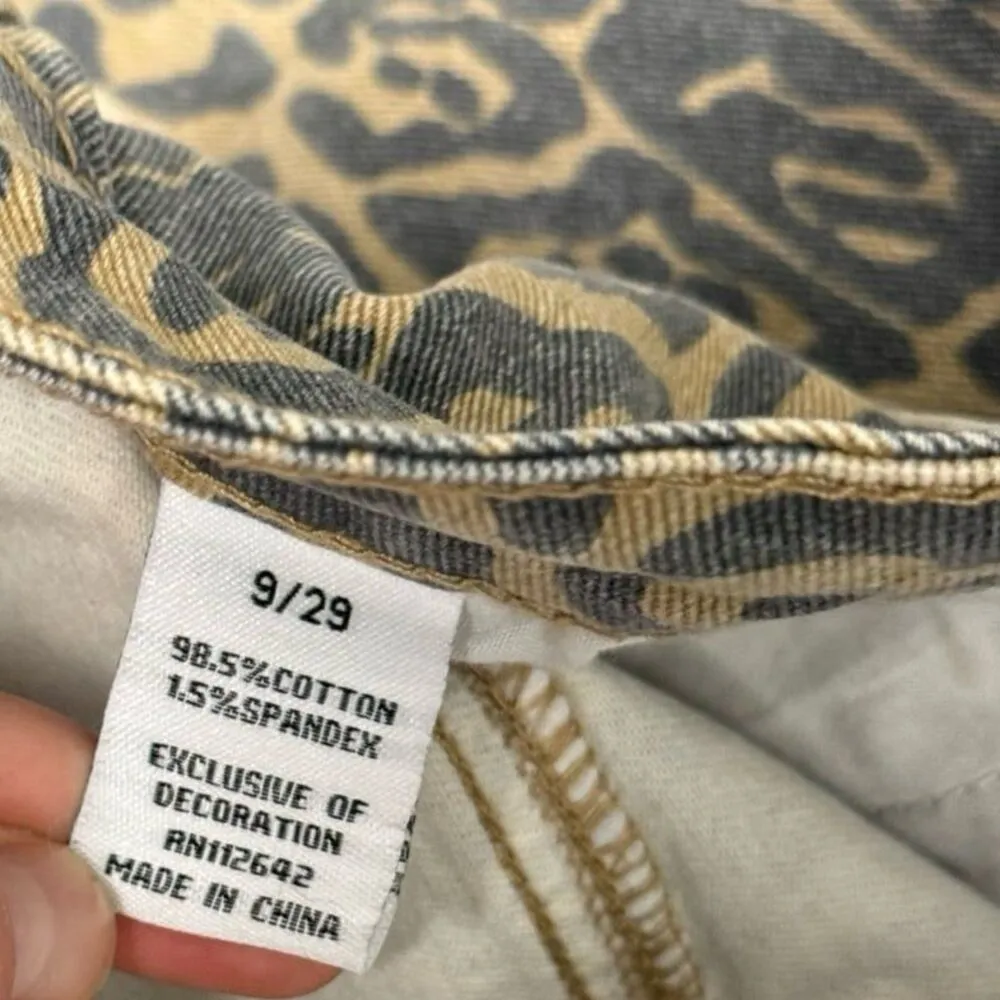 9/29
98.5%COTTON
1.5%SPANDEX
EXCLUSIVE OF
DECORATION
RN112642
MADE IN CHINA